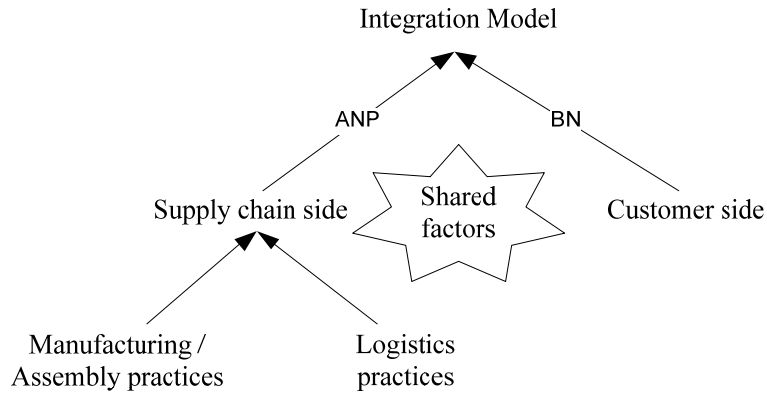 Integration Model
ANP
BN
Supply chain side
Shared
factors
Customer side
Manufacturing /
Assembly practices
Logistics
practices